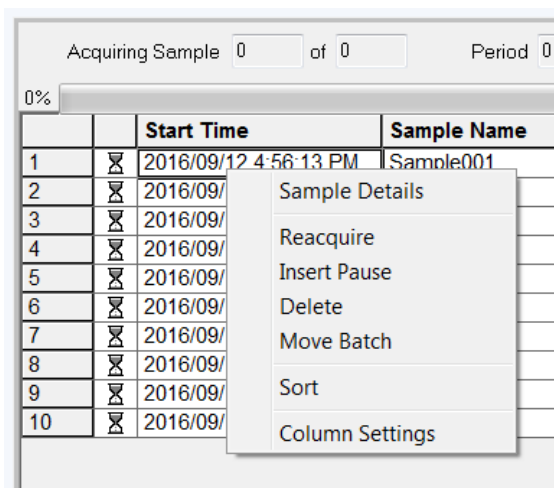 Acquiring Sample 0 of 0 Period 0
0%
Start Time Sample Name
1 2016/09/12 4:56:13 PM Sample001
2 2016/09/ Sample Details
3 2016/09/
4 2016/09/ Reacquire
5 2016/09/ Insert Pause
6 2016/09/ Delete
7 2016/09/ Move Batch
8 2016/09/
9 2016/09/ Sort
10 2016/09/ Column Settings